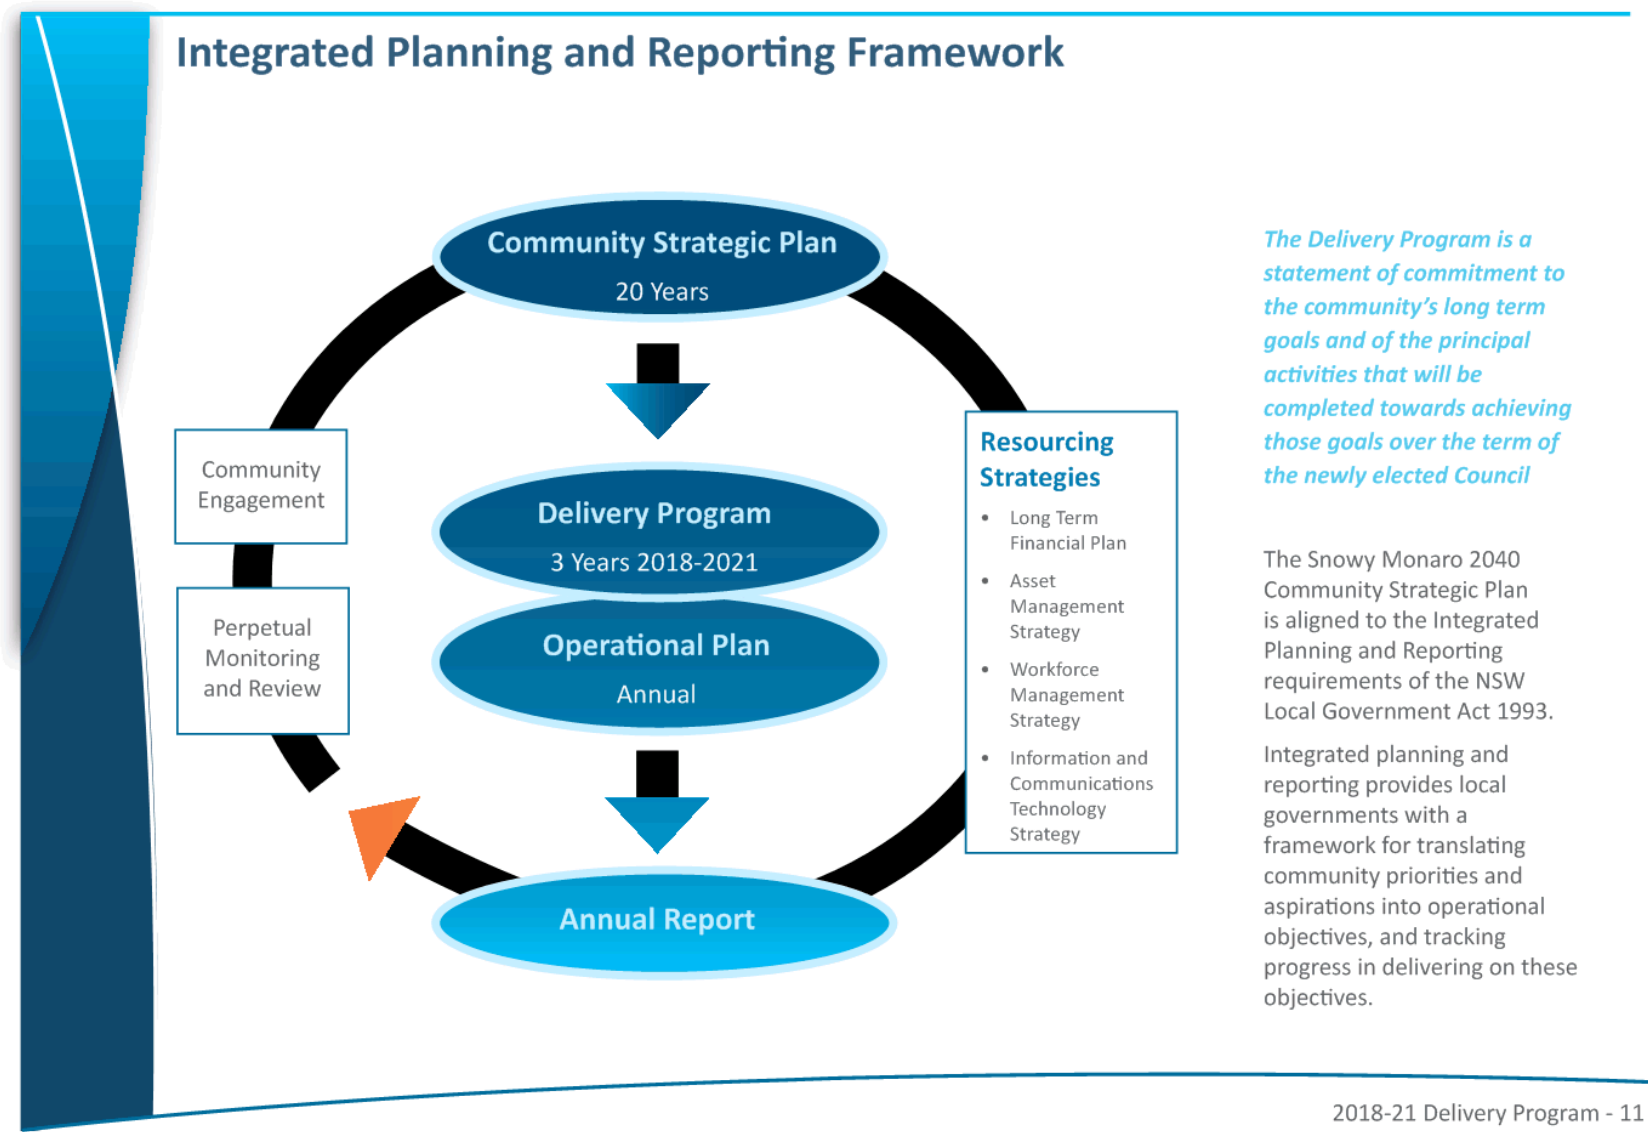 Integrated Planning and Reporting Framework
Community Strategic Plan
20 Years
Delivery Program
3 Years 2018-2021
Operational Plan
Annual
Annual Report
Community
Engagement
Perpetual
Monitoring
and Review
Resourcing
Strategies
• Long Term
Financial Plan
• Asset
Management
Strategy
• Workforce
Management
Strategy
• Information and
Communications
Technology
Strategy
The Delivery Program is a
statement of commitment to
the community’s long term
goals and of the principal
activities that will be
completed towards achieving
those goals over the term of
the newly elected Council
The Snowy Monaro 2040
Community Strategic Plan
is aligned to the Integrated
Planning and Reporting
requirements of the NSW
Local Government Act 1993.
Integrated planning and
reporting provides local
governments with a
framework for translating
community priorities and
aspirations into operational
objectives, and tracking
progress in delivering on these
objectives.
2018-21 Delivery Program - 11